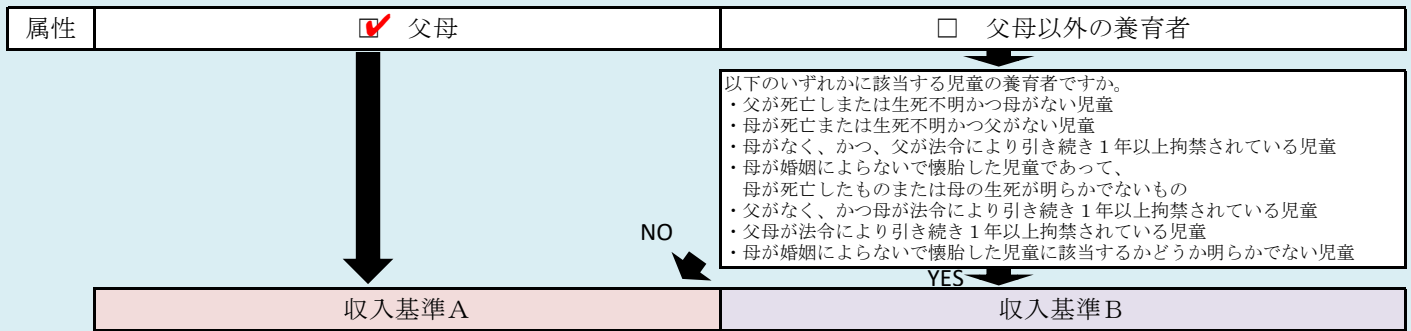 属性
☑ 父母
□ 父母以外の養育者
以下のいずれかに該当する児童の養育者ですか。
・父が死亡しまたは生死不明かつ母がない児童
・母が死亡または生死不明かつ父がない児童
・母がなく、かつ、父が法令により引き続き１年以上拘禁されている児童
・母が婚姻によらないで懐胎した児童であって、
母が死亡したものまたは母の生死が明らかでないもの
・父がなく、かつ母が法令により引き続き１年以上拘禁されている児童
・父母が法令により引き続き１年以上拘禁されている児童
・母が婚姻によらないで懐胎した児童に該当するかどうか明らかでない児童
NO
YES
収入基準Ａ
収入基準Ｂ